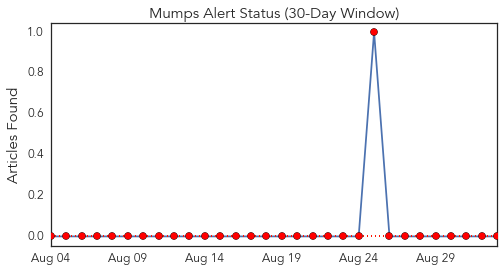 Mumps Alert Status (30-Day Window)
Articles Found
1.0
0.8
0.6
0.4
0.2
0.0
Aug 04 Aug 09 Aug 14 Aug 19 Aug 24 Aug 29